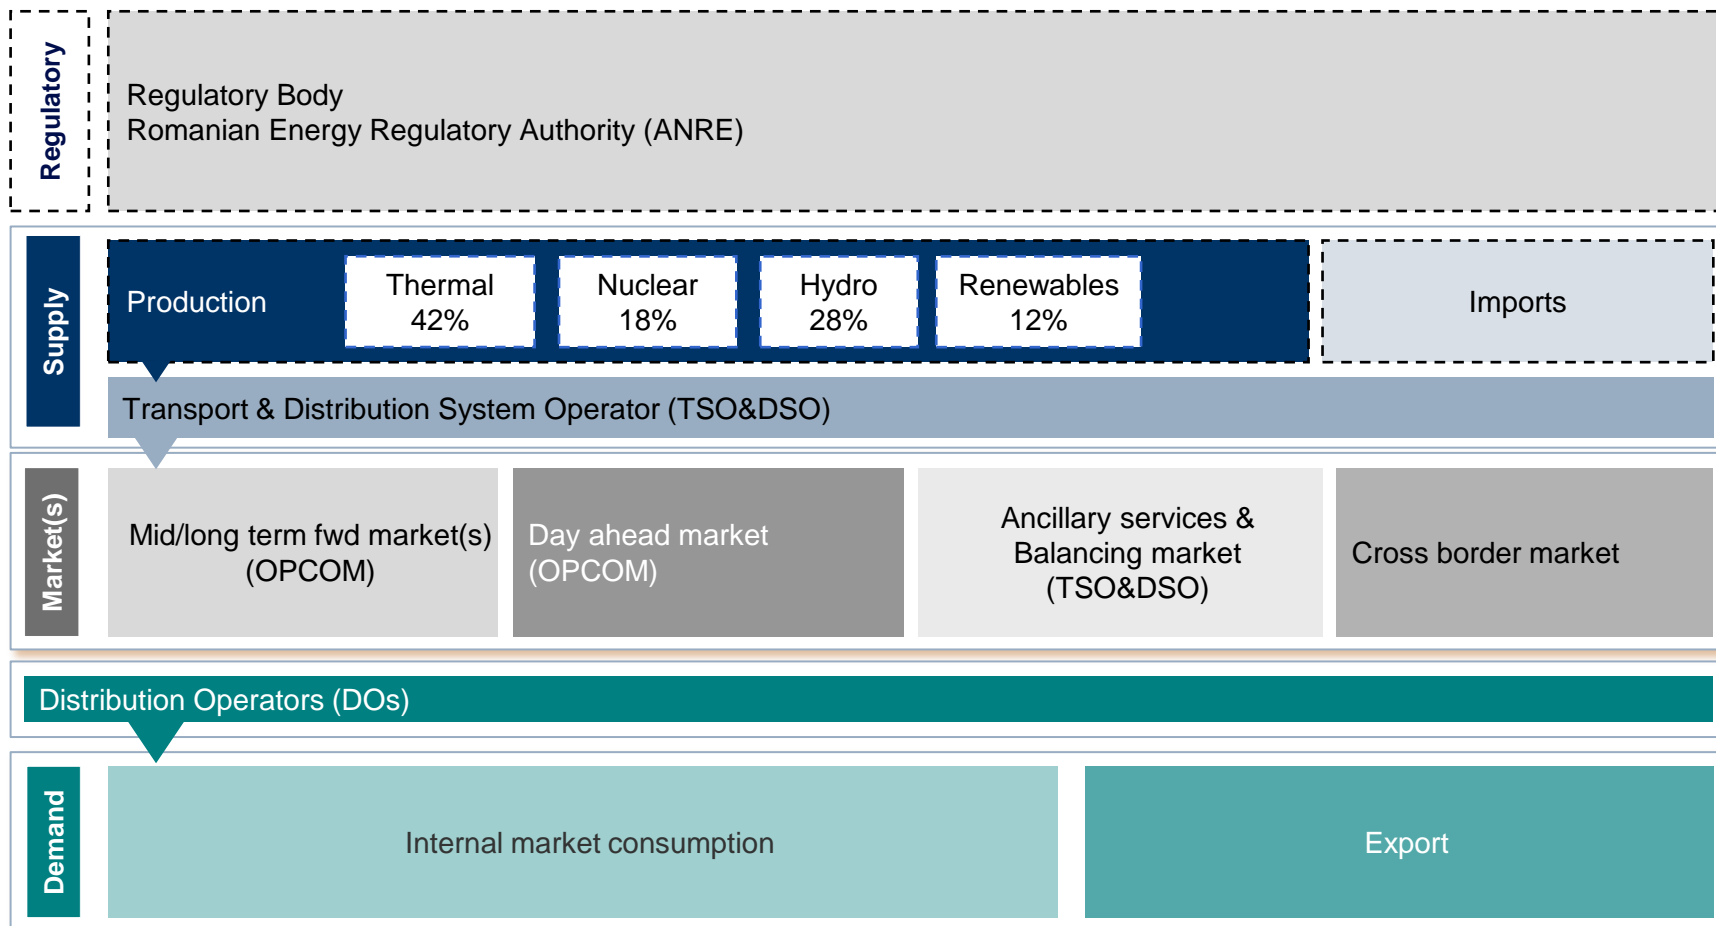 Regulatory
Regulatory Body
Romanian Energy Regulatory Authority (ANRE)
Supply
Production
Thermal
42%
Nuclear
18%
Hydro
28%
Renewables
12%
Imports
Transport & Distribution System Operator (TSO&DSO)
Market(s)
Mid/long term fwd market(s)
(OPCOM)
Day ahead market
(OPCOM)
Ancillary services &
Balancing market
(TSO&DSO)
Cross border market
Distribution Operators (DOs)
Demand
Internal market consumption
Export